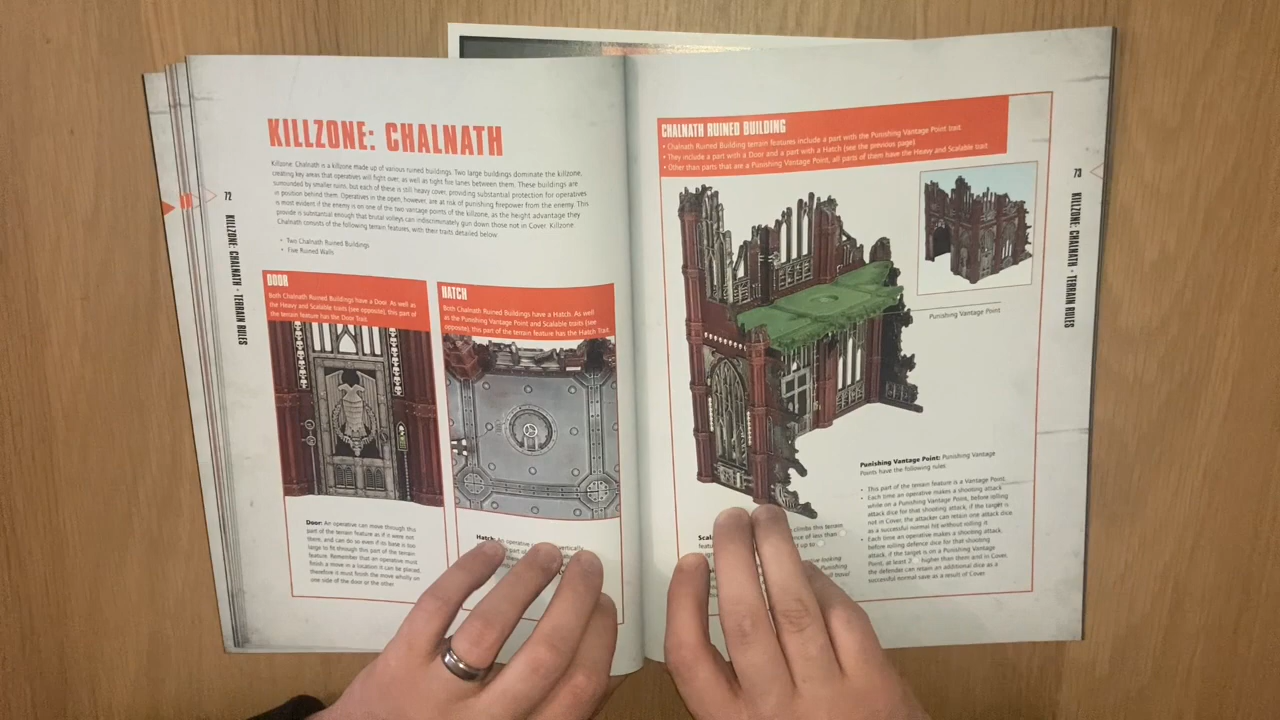 KILLZONE: CHALNATH
Killzone: Chalnath is a killzone made up of various ruined buildings. Two large buildings dominate the killzone,
creating key areas that operatives will fight over, as well as tight fire lanes between them. These buildings are
surrounded by smaller ruins, but each of these is still heavy cover, providing substantial protection for operatives
in position behind them. Operatives in the open, however, are at risk of punishing firepower from the enemy. This
is most evident if the enemy is on one of the two vantage points of the killzone, as the height advantage they
provide is substantial enough that brutal volleys can indiscriminately gun down those not in Cover. Killzone:
Chalnath consists of the following terrain features, with their traits detailed below.
• Two Chalnath Ruined Buildings
• Five Ruined Walls
72
KILLZONE: CHALNATH - TERRAIN RULES
DOOR
Both Chalnath Ruined Buildings have a Door. As well as
the Heavy and Scalable traits (see opposite), this part of
the terrain feature has the Door Trait.
Door: An operative can move through this
part of the terrain feature as if it were not
there, and can do so even if its base is too
large to fit through this part of the terrain
feature. Remember that an operative must
finish a move in a location it can be placed,
therefore it must finish the move wholly on
one side of the door or the other.
HATCH
Both Chalnath Ruined Buildings have a Hatch. As well
as the Punishing Vantage Point and Scalable traits (see
opposite), this part of the terrain feature has the Hatch Trait.
Hatch: An operative vertically
CHALNATH RUINED BUILDING
• Chalnath Ruined Building terrain features include a part with the Punishing Vantage Point trait.
• They include a part with a Door and a part with a Hatch (see the previous page).
• Other than parts that are a Punishing Vantage Point, all parts of them have the Heavy and Scalable trait.
Punishing Vantage Point
climbs this terrain
of less than
Punishing Vantage Point: Punishing Vantage
Points have the following rules:
• This part of the terrain feature is a Vantage Point.
• Each time an operative makes a shooting attack
while on a Punishing Vantage Point, before rolling
attack dice for that shooting attack, if the target is
not in Cover, the attacker can retain one attack dice
as a successful normal hit without rolling it.
• Each time an operative makes a shooting attack,
before rolling defence dice for that shooting
attack, if the target is on a Punishing Vantage
Point, at least 2 higher than them and in Cover,
the defender can retain an additional dice as a
successful normal save as a result of Cover.
73
KILLZONE: CHALNATH - TERRAIN RULES